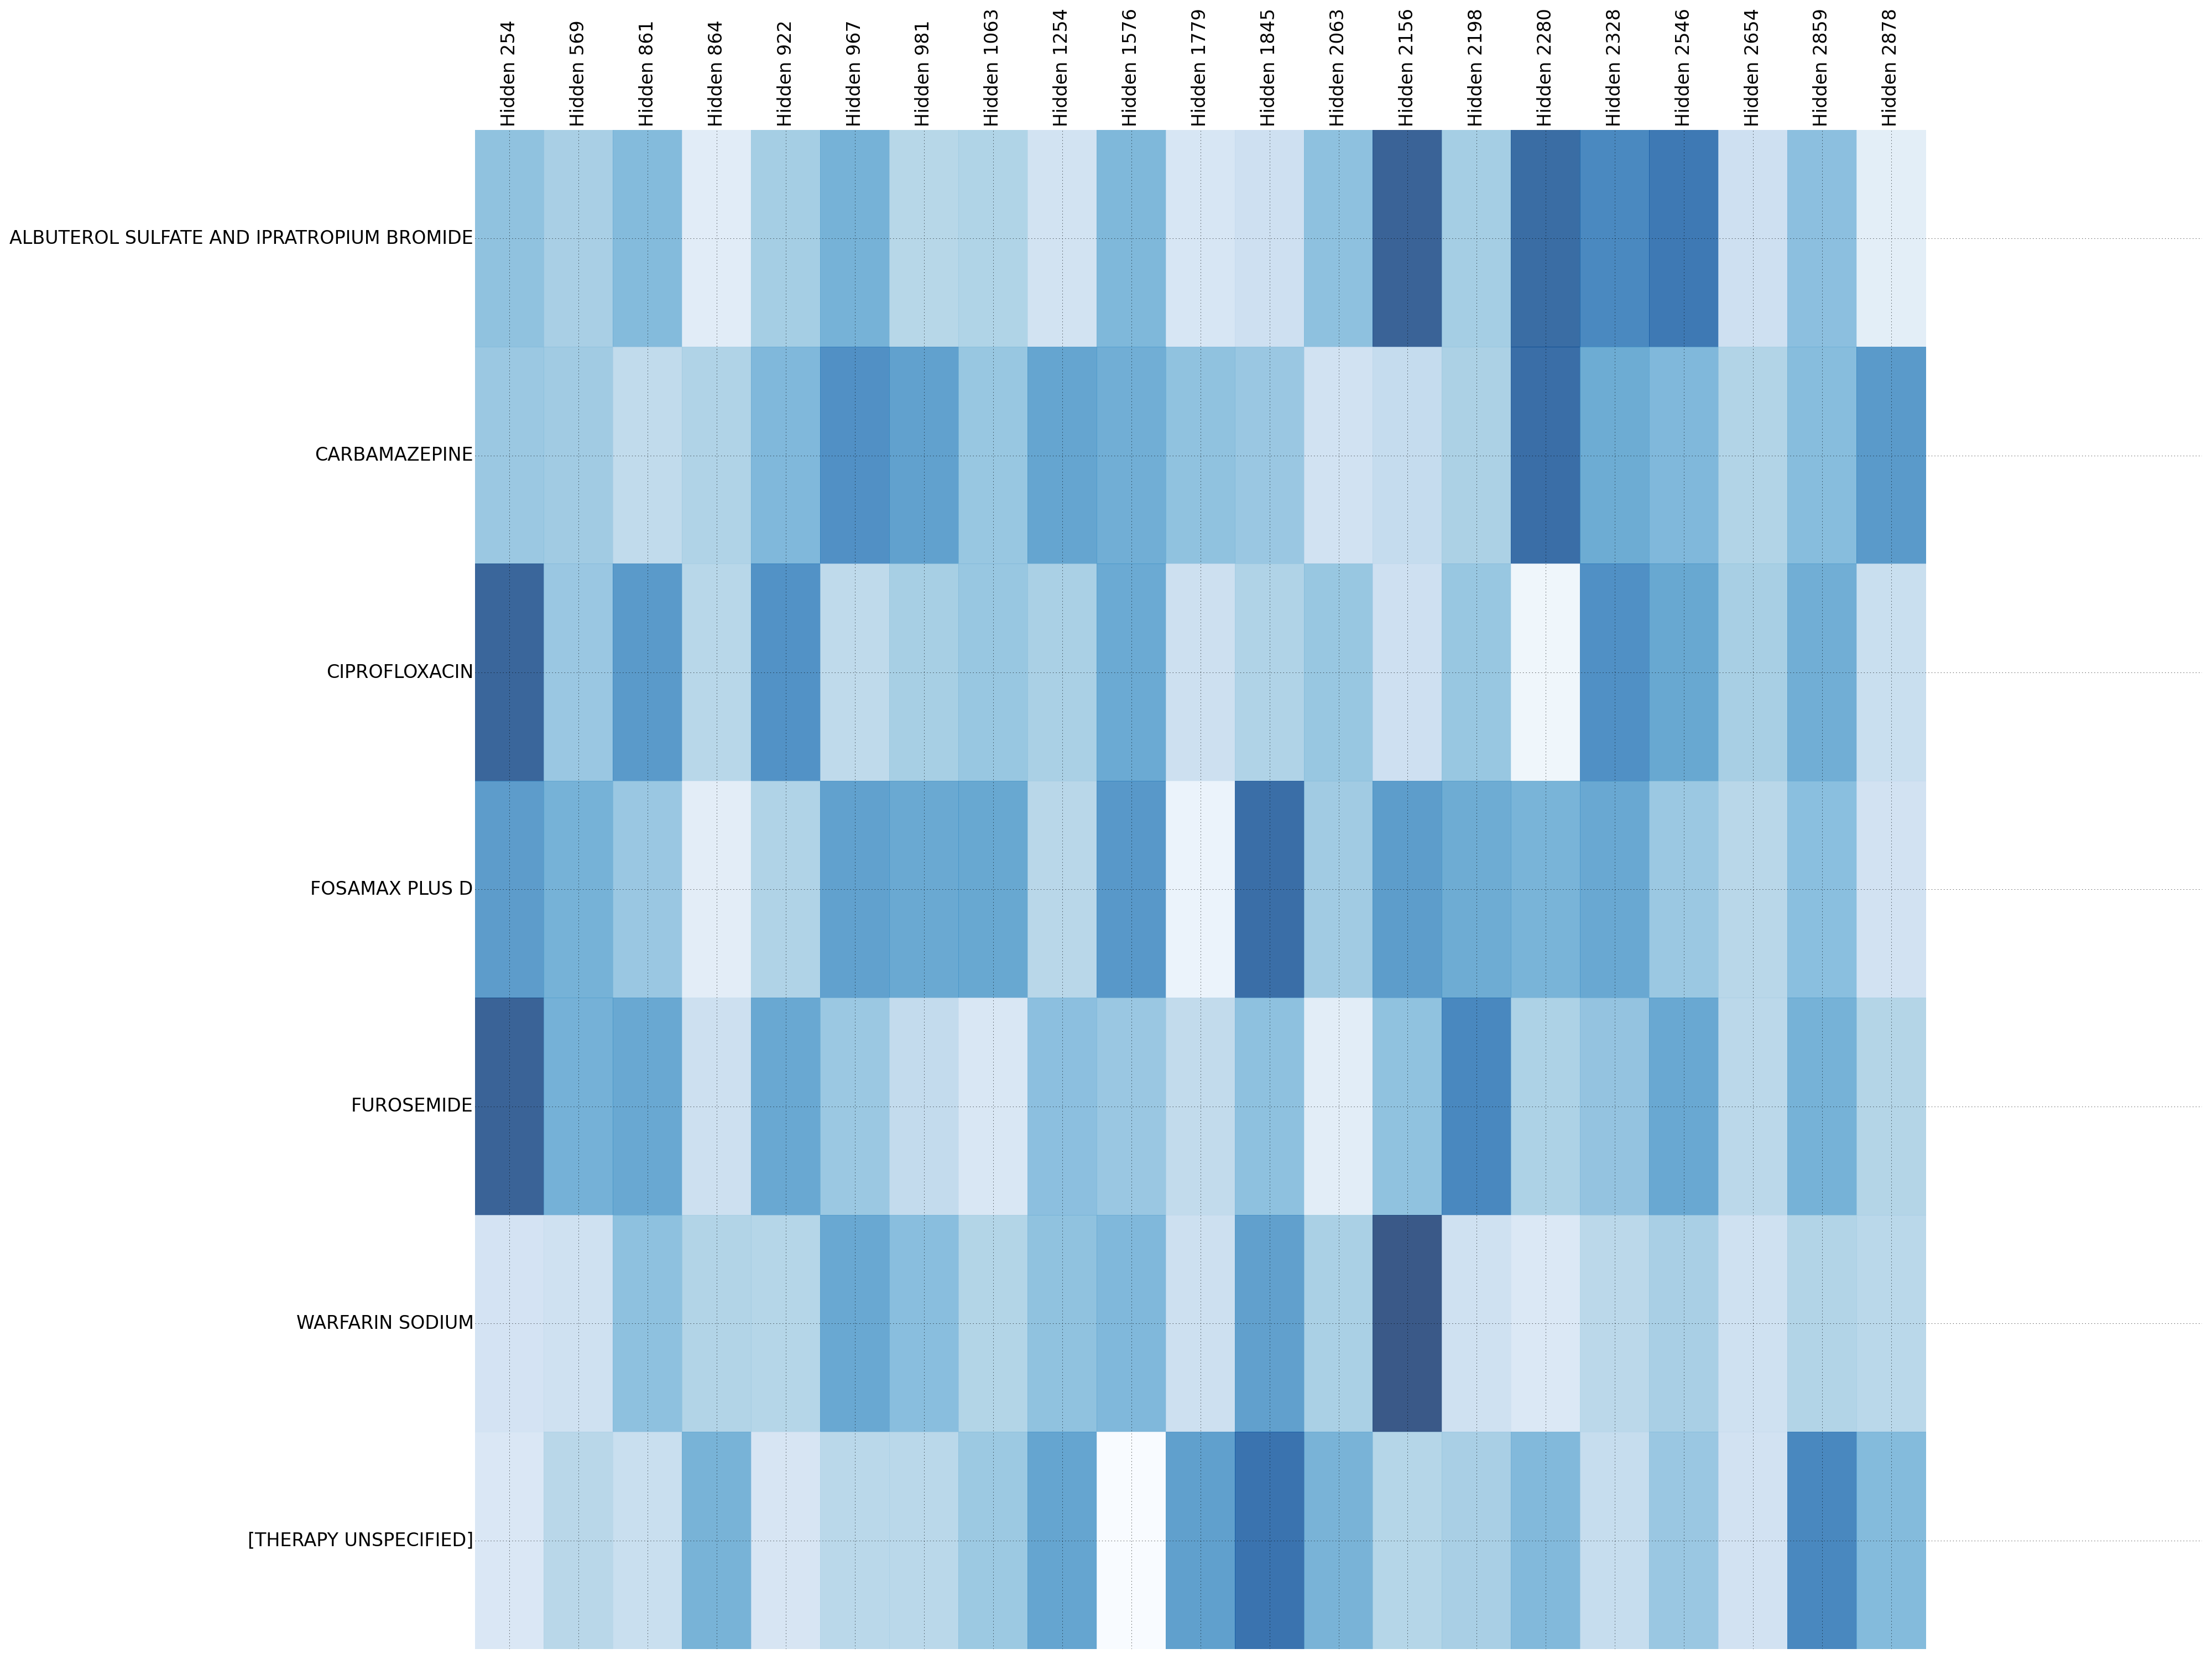 Hidden 254
Hidden 569
Hidden 861
Hidden 864
Hidden 922
Hidden 967
Hidden 981
Hidden 1063
Hidden 1254
Hidden 1576
Hidden 1779
Hidden 1845
Hidden 2063
Hidden 2156
Hidden 2198
Hidden 2280
Hidden 2328
Hidden 2546
Hidden 2654
Hidden 2859
Hidden 2878
ALBUTEROL SULFATE AND IPRATROPIUM BROMIDE
CARBAMAZEPINE
CIPROFLOXACIN
FOSAMAX PLUS D
FUROSEMIDE
WARFARIN SODIUM
[THERAPY UNSPECIFIED]